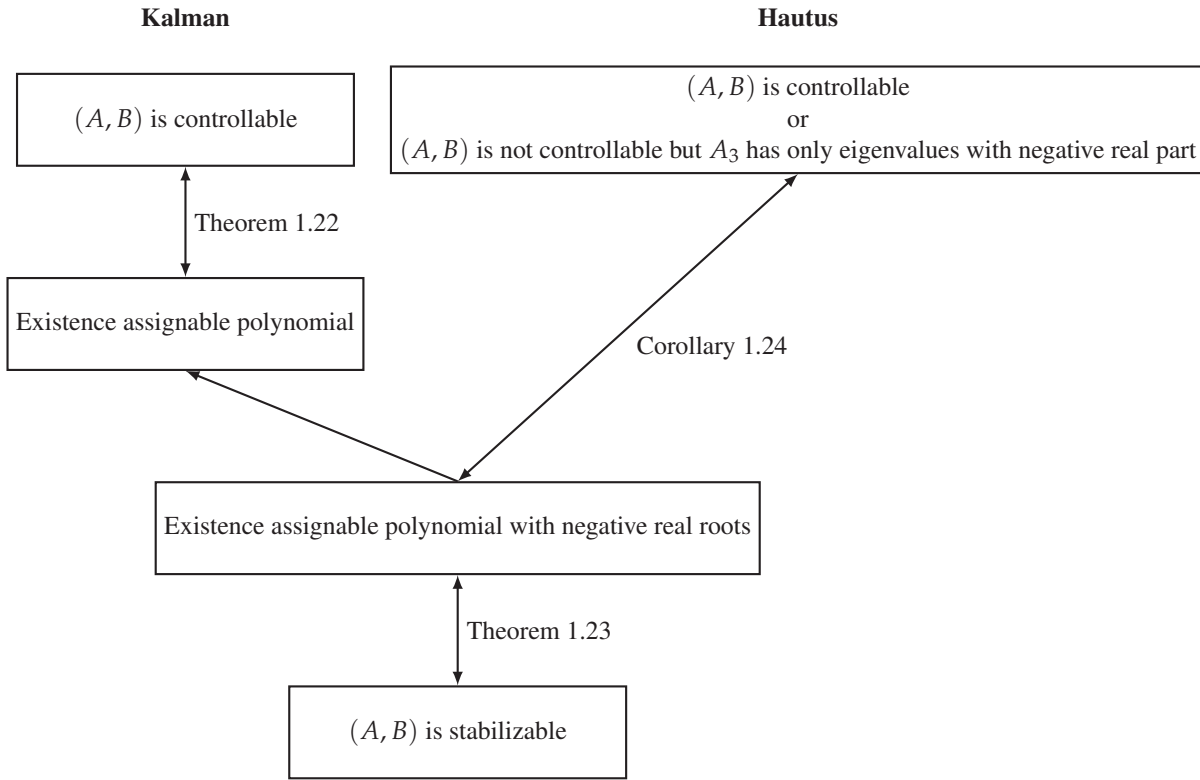 Kalman
Hautus
(A, B) is controllable
(A, B) is controllable
or
(A, B) is not controllable but A₃ has only eigenvalues with negative real part
Theorem 1.22
Existence assignable polynomial
Corollary 1.24
Existence assignable polynomial with negative real roots
Theorem 1.23
(A, B) is stabilizable